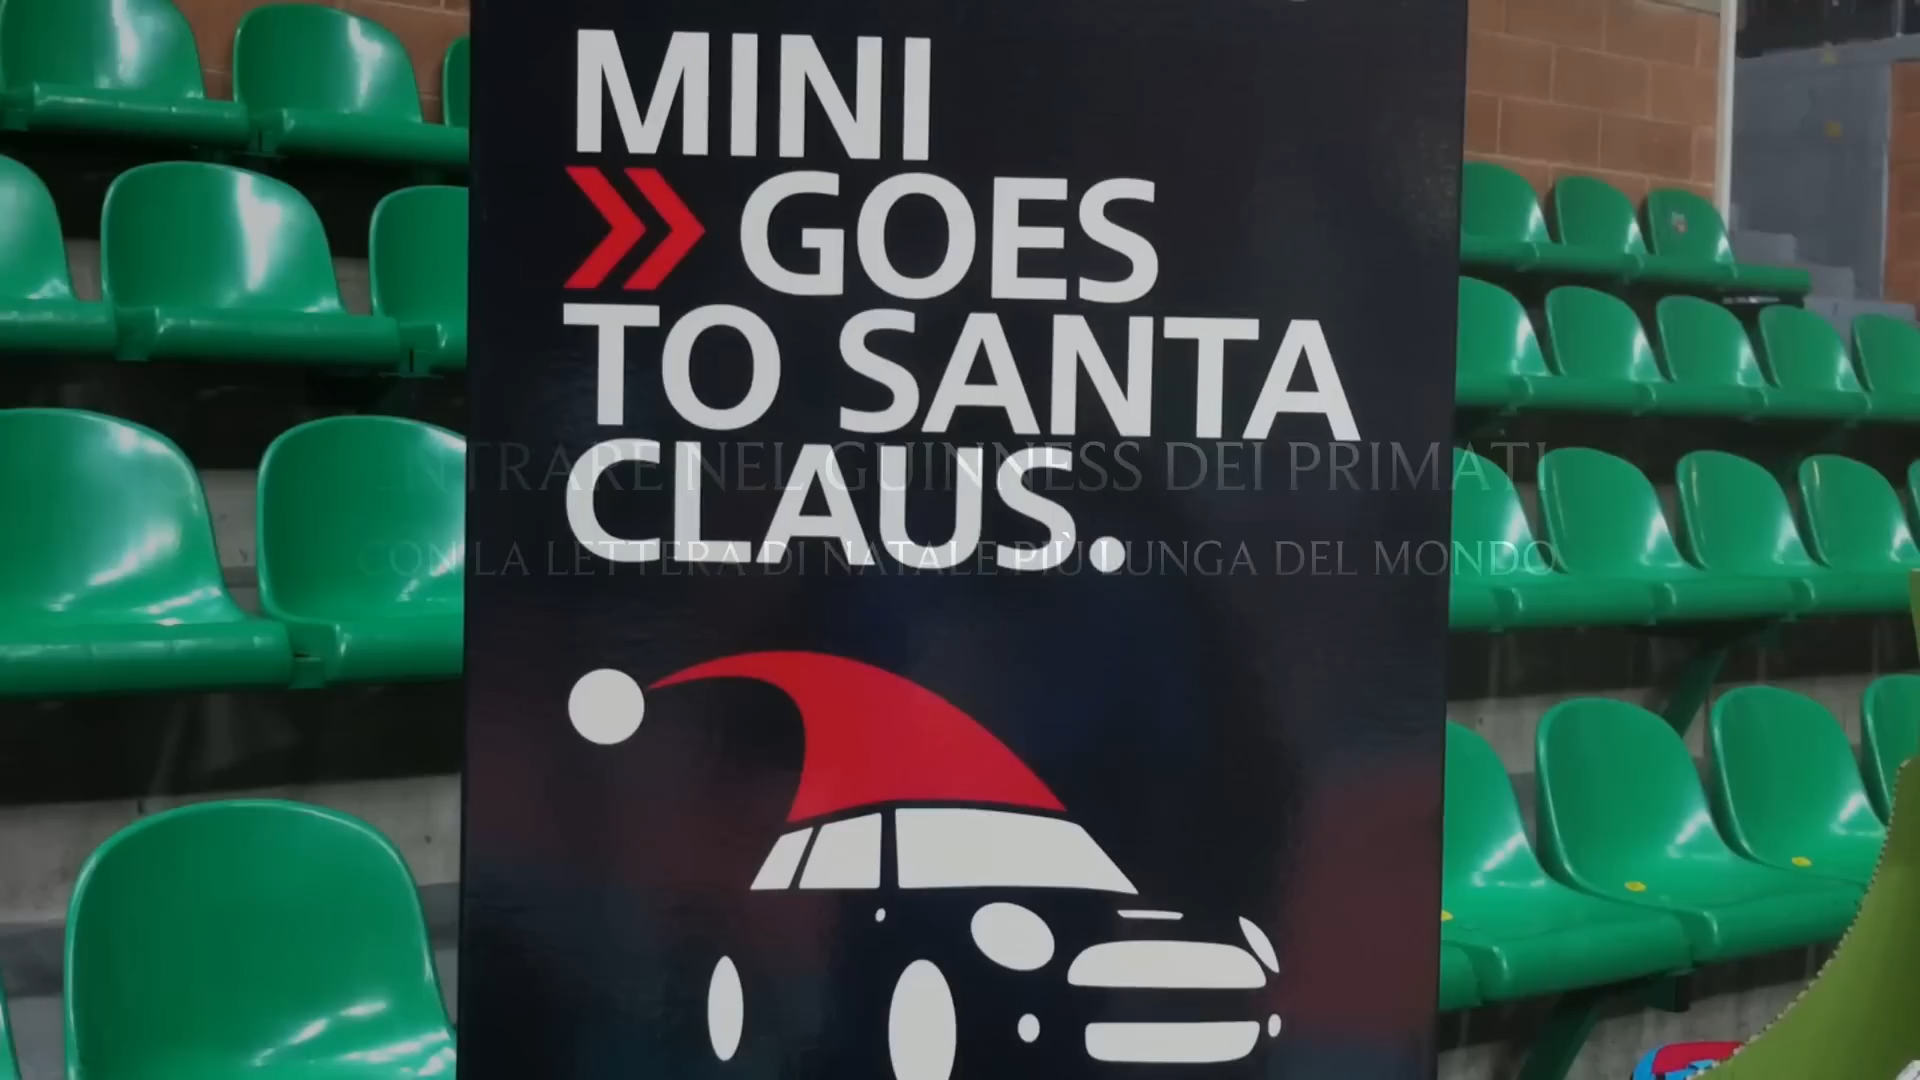 MINI
GOES
TO SANTA
CLAUS.
ENTRARE NEL GUINNESS DEI PRIMATI
CON LA LETTERA DI NATALE PIÙ LUNGA DEL MONDO